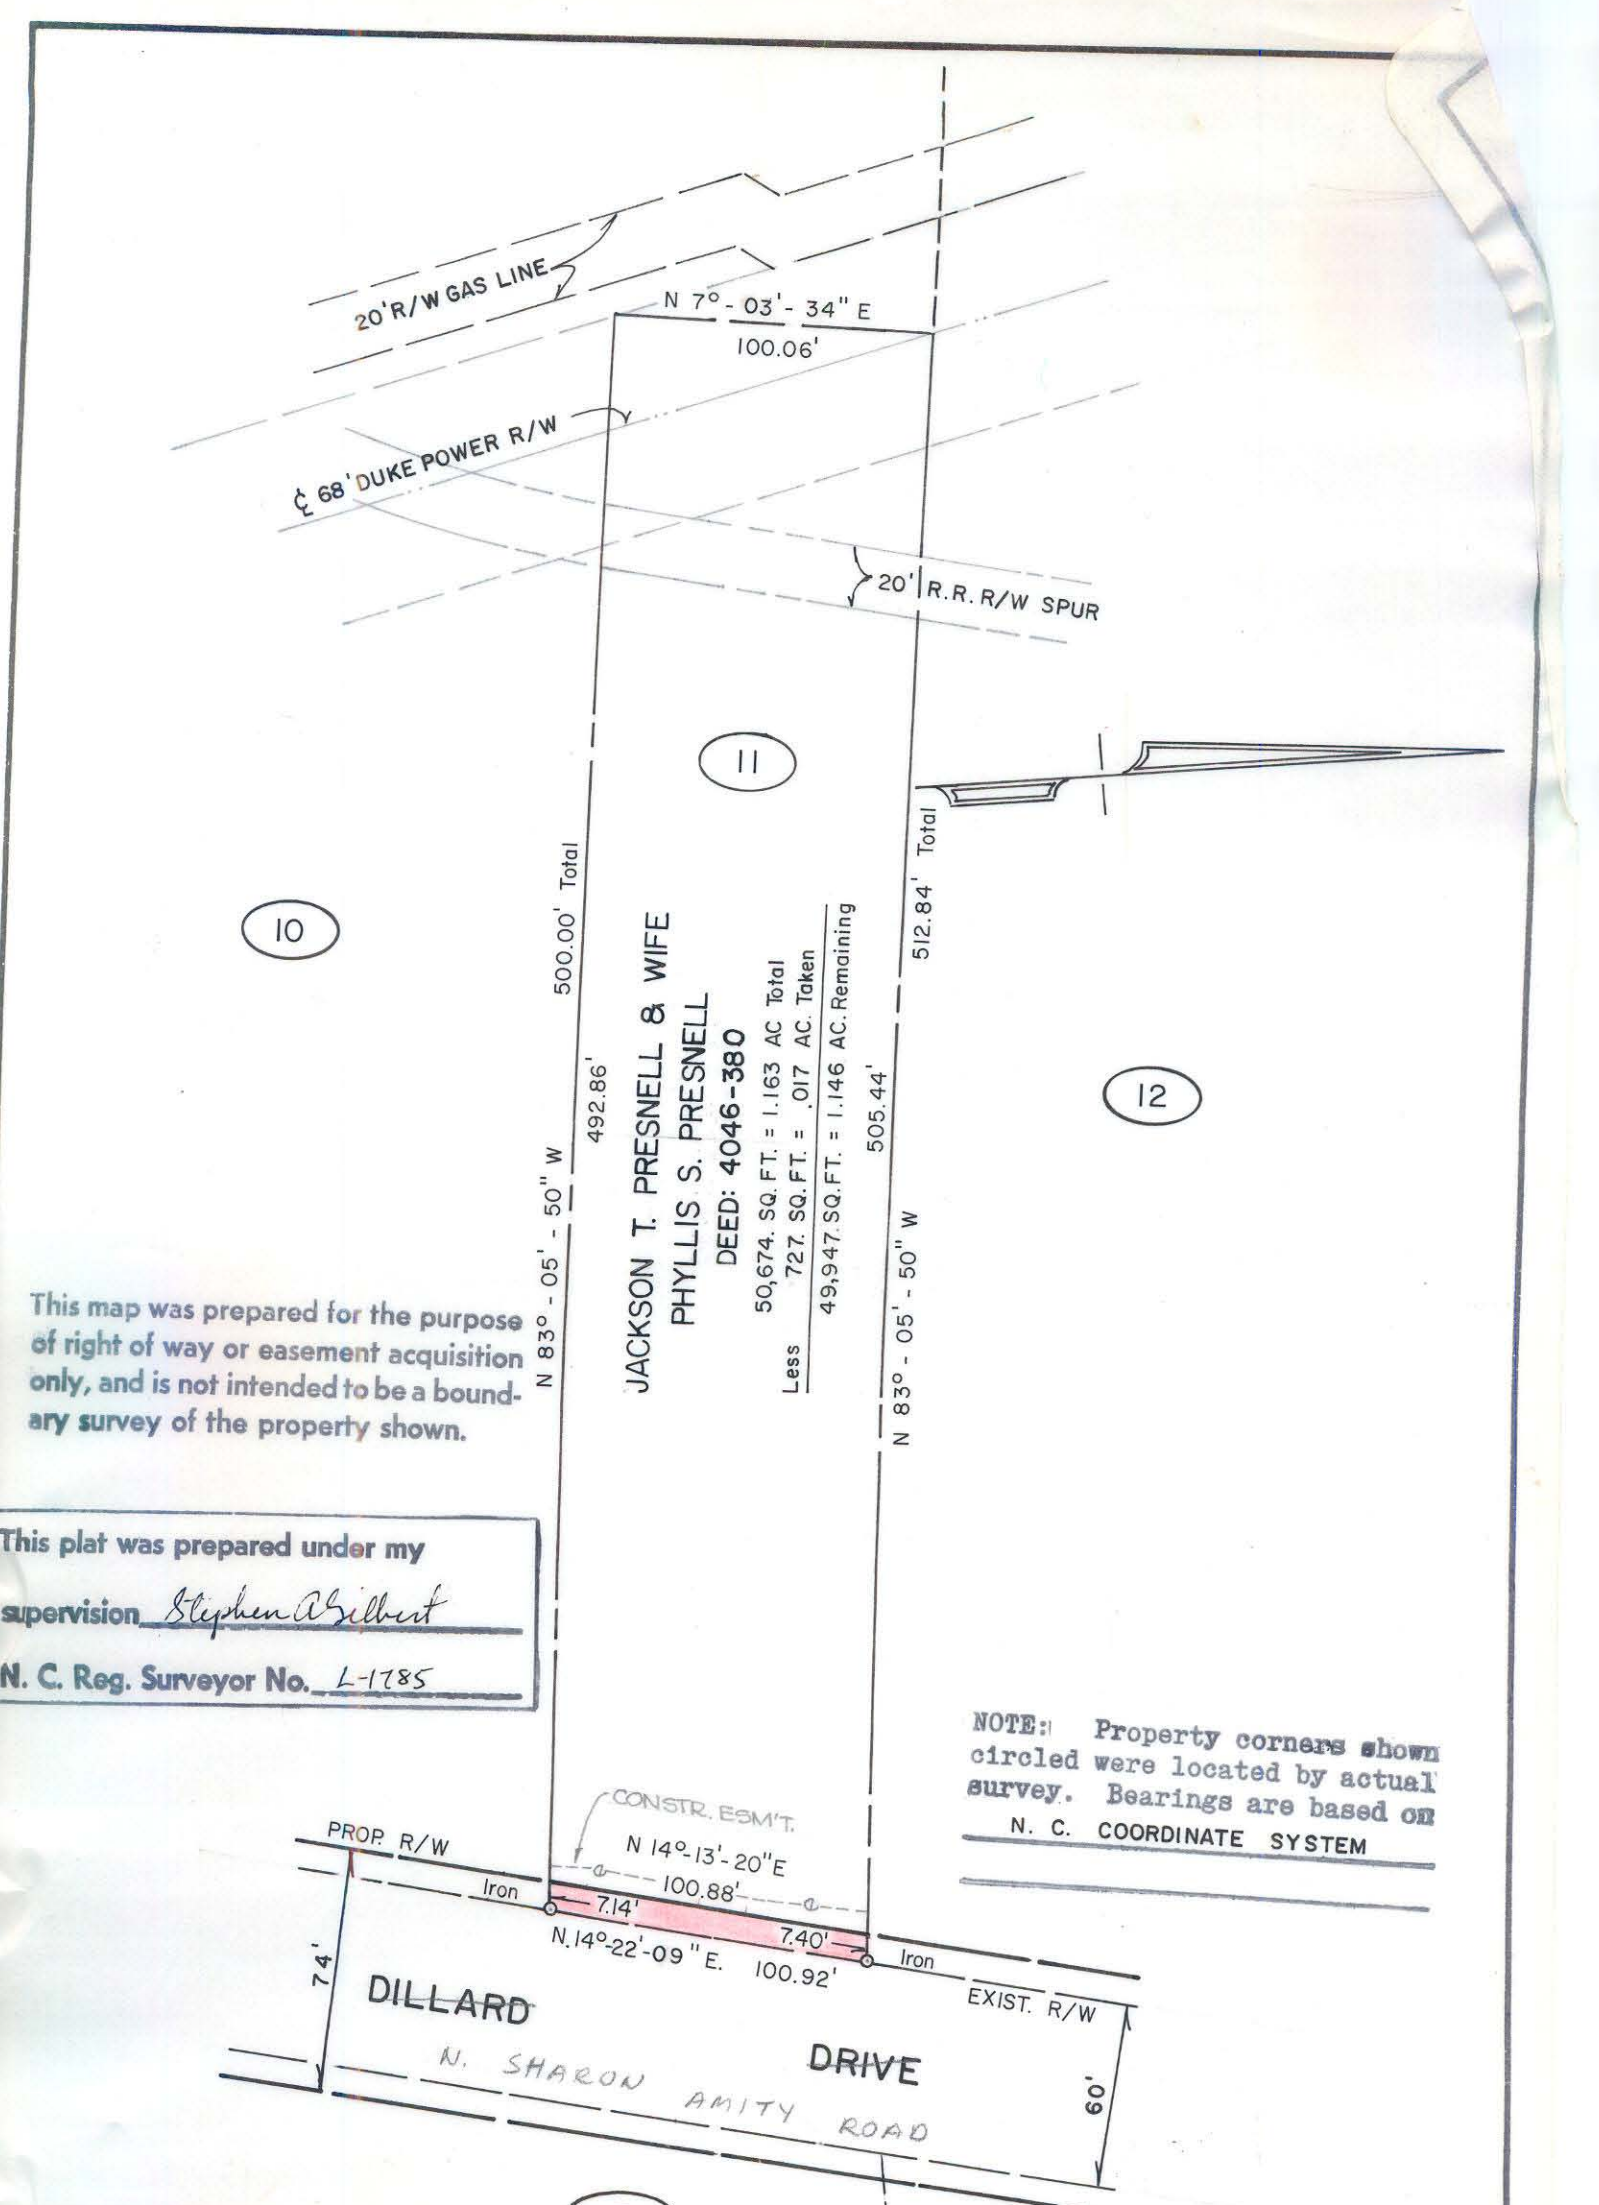 20' R/W GAS LINE
N 7° - 03' - 34" E
100.06'
℄ 68' DUKE POWER R/W
20' R.R. R/W SPUR
11
10
12
500.00' Total
492.86'
N 83° - 05' - 50" W
JACKSON T. PRESNELL & WIFE
PHYLLIS S. PRESNELL
DEED: 4046-380
50,674. SQ. FT. = 1.163 AC Total
Less 727. SQ. FT. = .017 AC. Taken
49,947. SQ. FT. = 1.146 AC. Remaining
512.84' Total
505.44'
N 83° - 05' - 50" W
This map was prepared for the purpose
of right of way or easement acquisition
only, and is not intended to be a bound-
ary survey of the property shown.
This plat was prepared under my
supervision Stephen A Gilbert
N. C. Reg. Surveyor No. L-1785
NOTE: Property corners shown
circled were located by actual
survey. Bearings are based on
N. C. COORDINATE SYSTEM
CONSTR. ESM'T.
PROP. R/W
N 14°-13'-20"E
100.88'
e
e
Iron
7.14'
7.40'
Iron
N. 14°-22'-09" E. 100.92'
EXIST. R/W
74'
DILLARD DRIVE
N. SHARON AMITY ROAD
60'